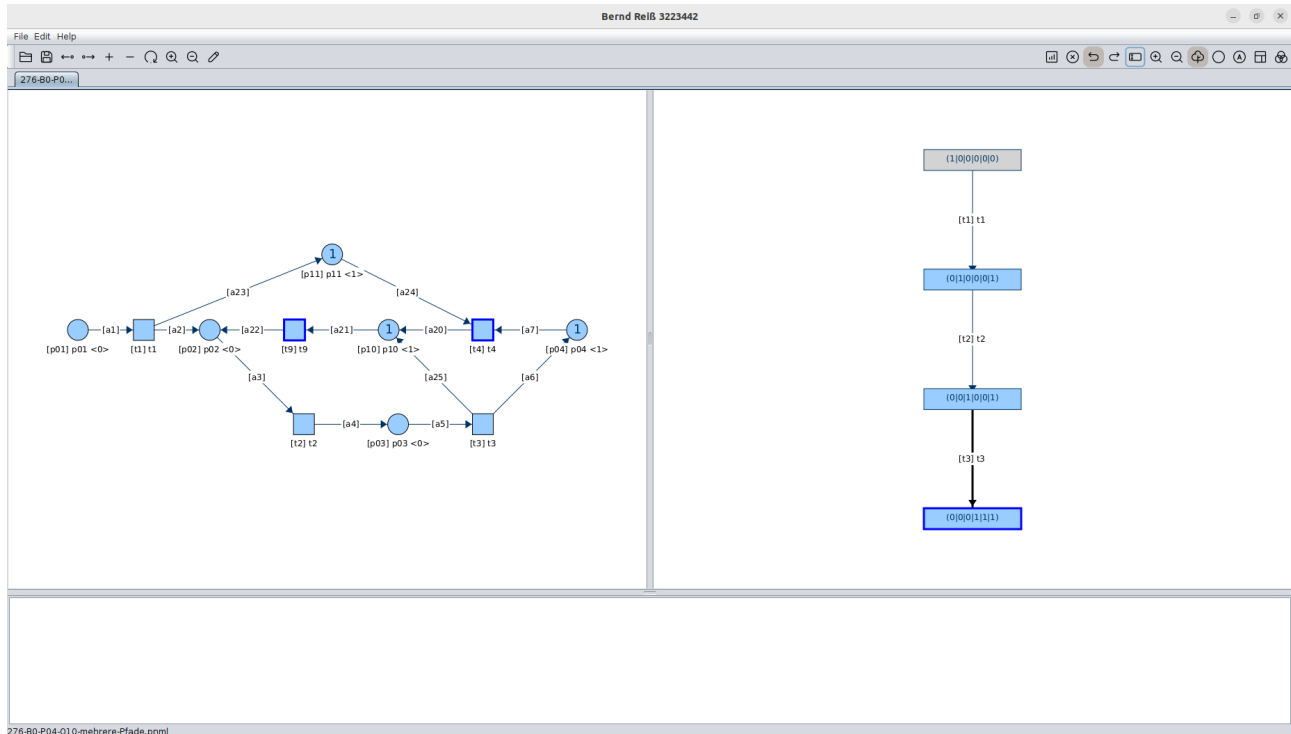 Bernd Reiß 3223442
File Edit Help
276-B0-P0...
(1|0|0|0|0|0)
[t1] t1
(0|1|0|0|0|1)
[t2] t2
(0|0|1|0|0|1)
[t3] t3
(0|0|0|1|1|1)
1
[p11] p11 <1>
[a23]
[a24]
[a1]
[a2]
[a22]
[a21]
1
[a20]
[a7]
1
[p01] p01 <0>
[t1] t1
[p02] p02 <0>
[t9] t9
[p10] p10 <1>
[t4] t4
[p04] p04 <1>
[a3]
[a25]
[a6]
[a4]
[a5]
[t2] t2
[p03] p03 <0>
[t3] t3
276-B0-P04-O10-mehrere-Pfade.pnml